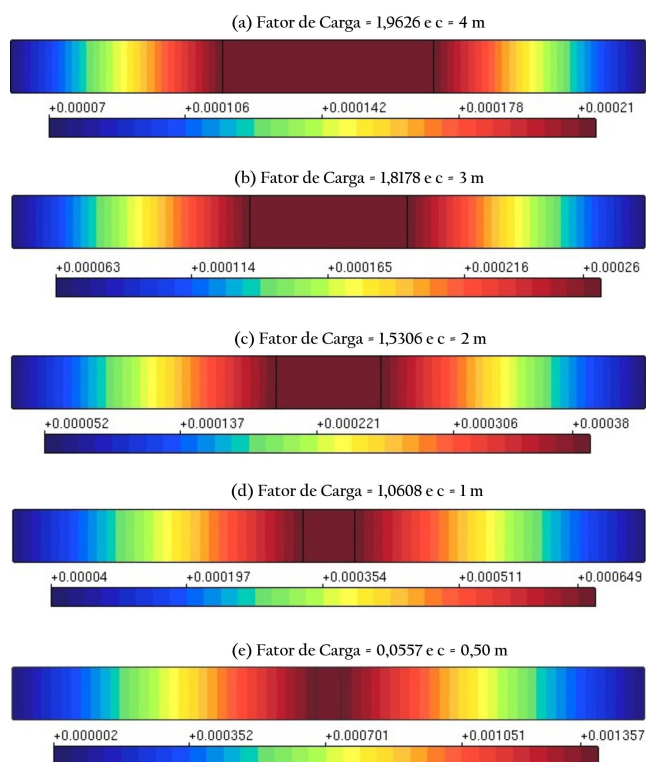 (a) Fator de Carga = 1,9626 e c = 4 m
+0.00007 +0.000106 +0.000142 +0.000178 +0.00021
(b) Fator de Carga = 1,8178 e c = 3 m
+0.000063 +0.000114 +0.000165 +0.000216 +0.00026
(c) Fator de Carga = 1,5306 e c = 2 m
+0.000052 +0.000137 +0.000221 +0.000306 +0.00038
(d) Fator de Carga = 1,0608 e c = 1 m
+0.00004 +0.000197 +0.000354 +0.000511 +0.000649
(e) Fator de Carga = 0,0557 e c = 0,50 m
+0.000002 +0.000352 +0.000701 +0.001051 +0.001357